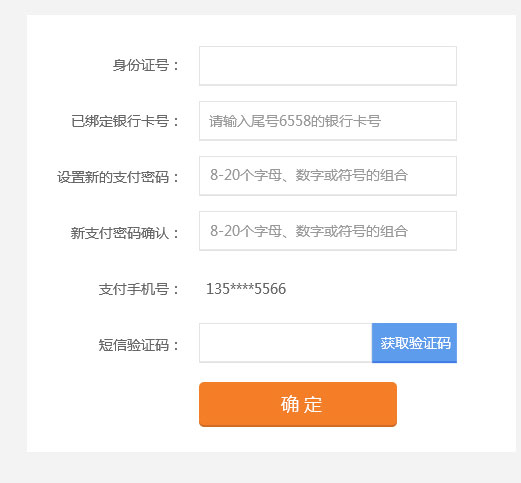 身份证号：
已绑定银行卡号： 请输入尾号6558的银行卡号
设置新的支付密码： 8-20个字母、数字或符号的组合
新支付密码确认： 8-20个字母、数字或符号的组合
支付手机号： 135****5566
短信验证码： 获取验证码
确 定